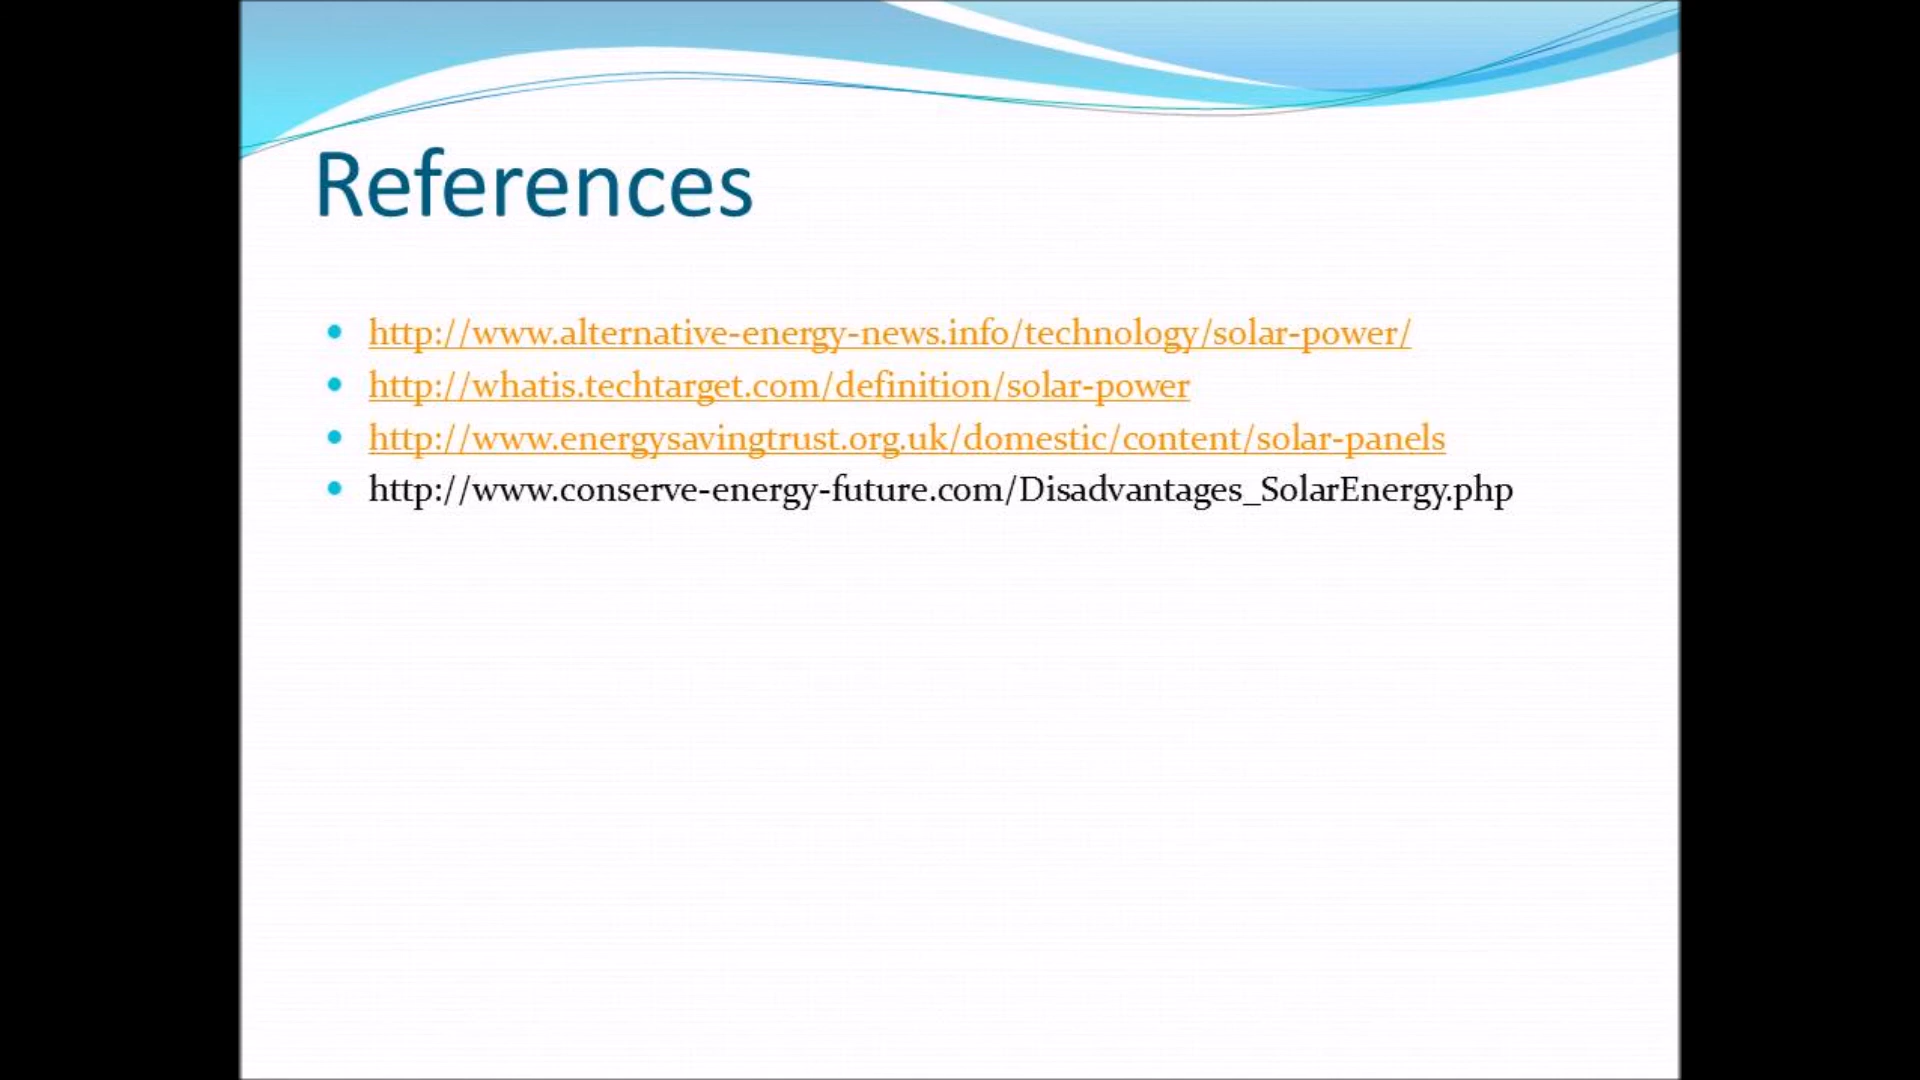 References
• http://www.alternative-energy-news.info/technology/solar-power/
• http://whatis.techtarget.com/definition/solar-power
• http://www.energysavingtrust.org.uk/domestic/content/solar-panels
• http://www.conserve-energy-future.com/Disadvantages_SolarEnergy.php